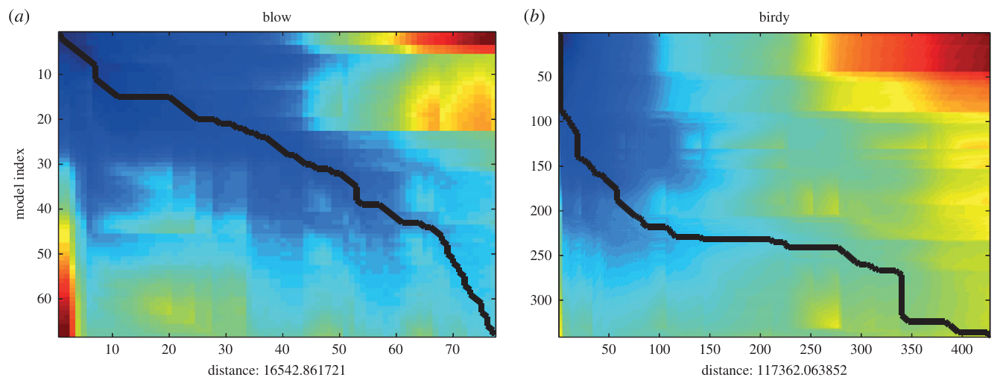 (a)
blow
model index
10
20
30
40
50
60
10 20 30 40 50 60 70
distance: 16542.861721
(b)
birdy
50
100
150
200
250
300
50 100 150 200 250 300 350 400
distance: 117362.063852